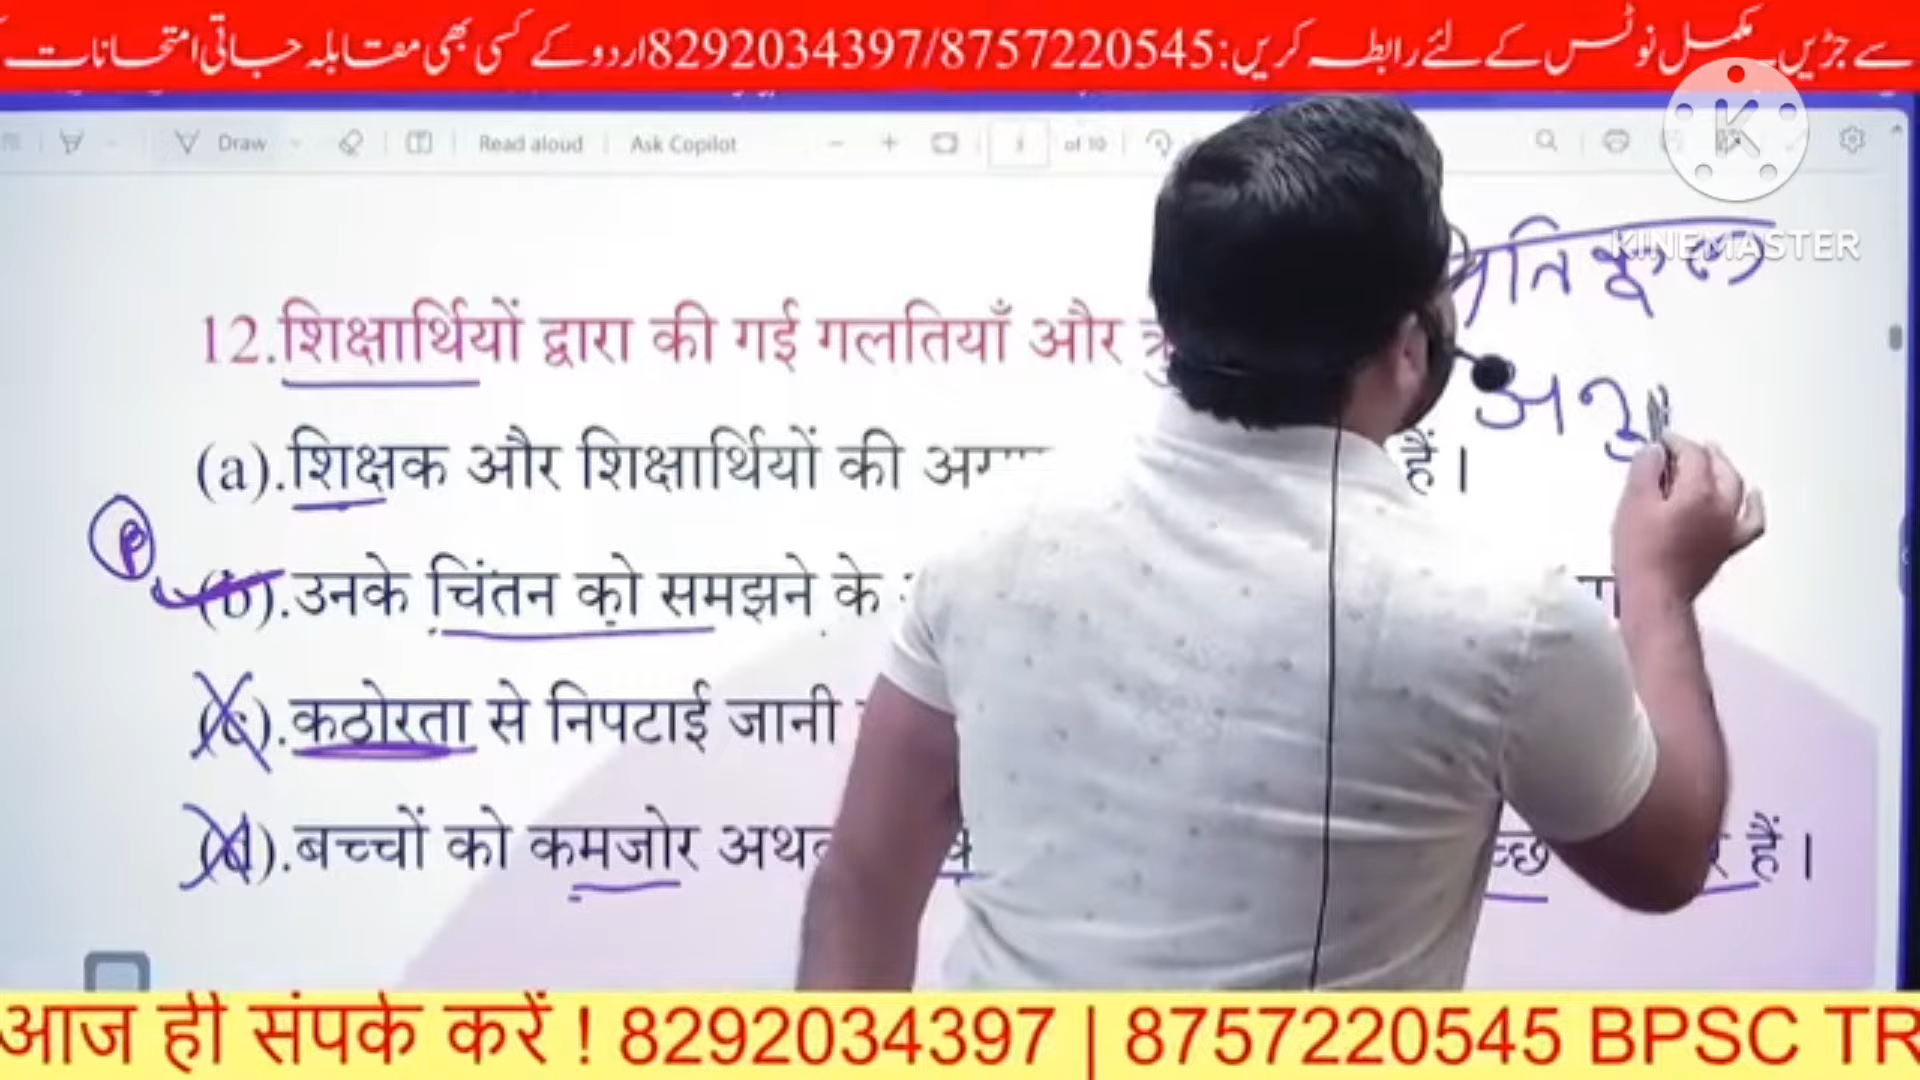 سے جڑیں۔ مکمل نوٹس کے لئے رابطہ کریں:8292034397/8757220545اردو کے کسی بھی مقابلہ جاتی امتحانات
Draw Read aloud Ask Copilot of 10
KINEMASTER
12.शिक्षार्थियों द्वारा की गई गलतियाँ और
(a).शिक्षक और शिक्षार्थियों की हैं।
(b).उनके चिंतन को समझने के
(c).कठोरता से निपटाई जानी
(d).बच्चों को कमजोर हैं।
आज ही संपर्क करें ! 8292034397 | 8757220545 BPSC TR